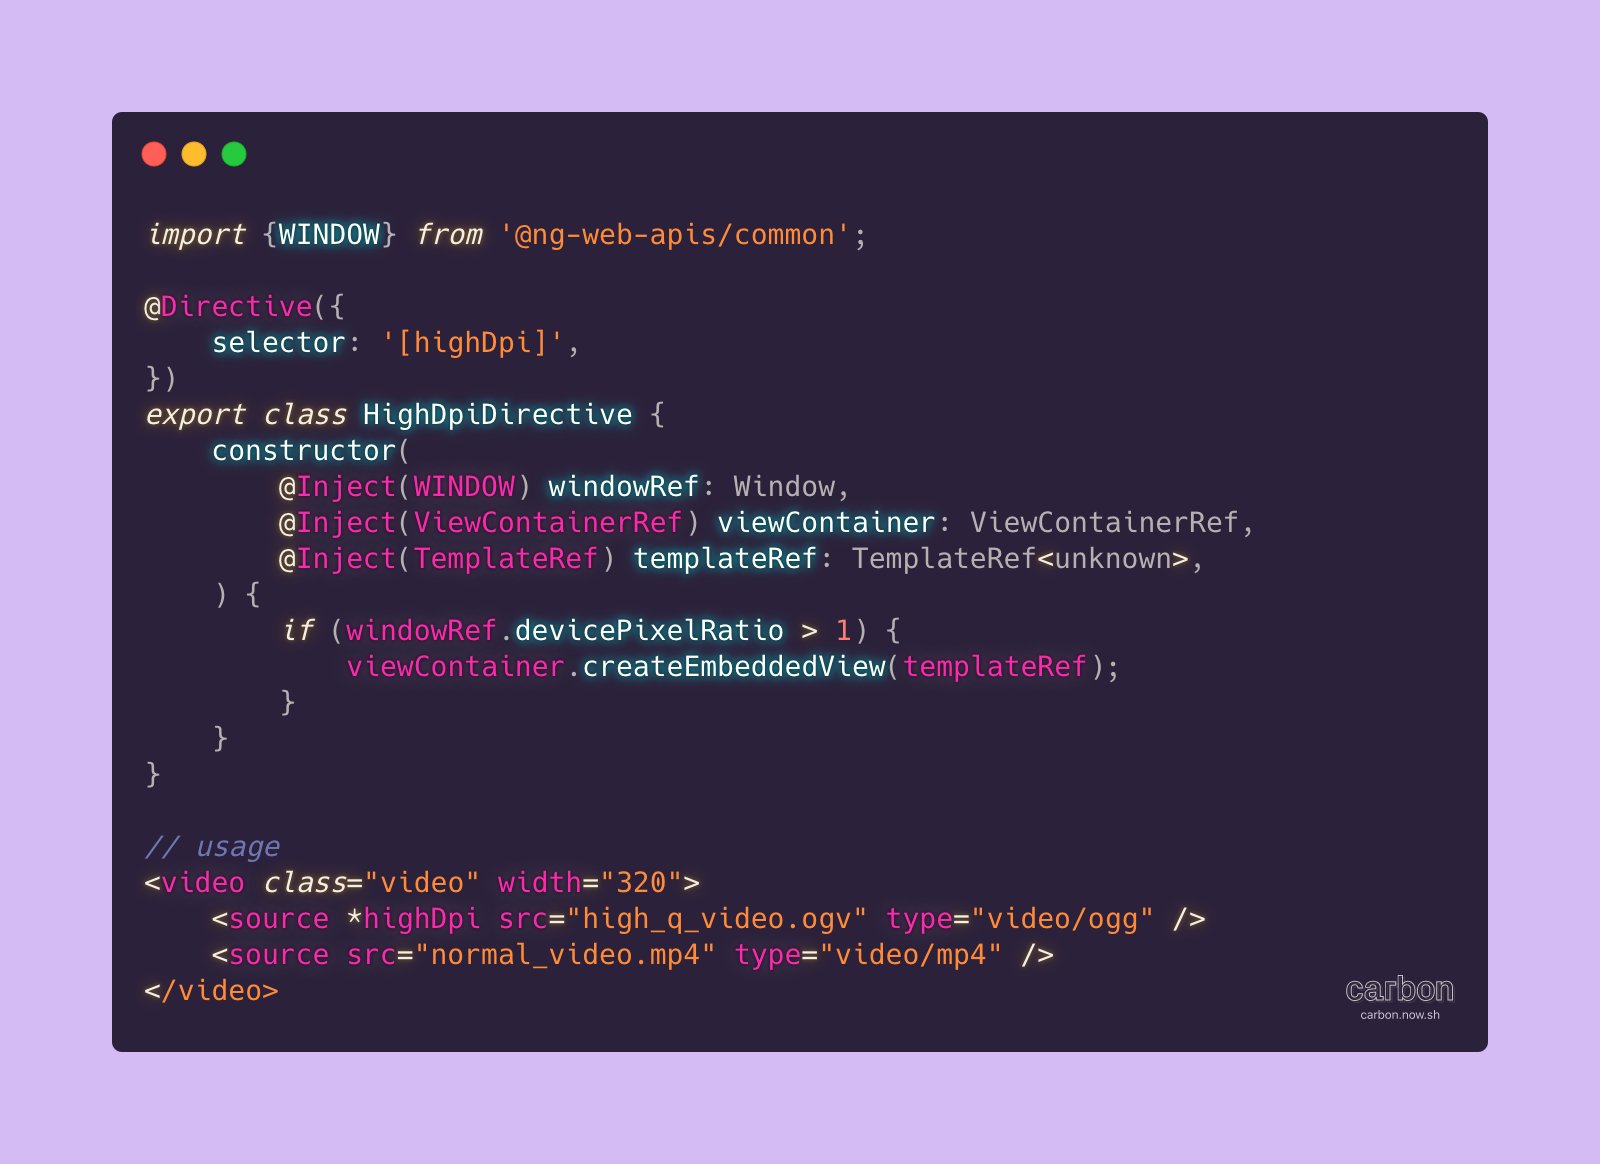 import {WINDOW} from '@ng-web-apis/common';

@Directive({
    selector: '[highDpi]',
})
export class HighDpiDirective {
    constructor(
        @Inject(WINDOW) windowRef: Window,
        @Inject(ViewContainerRef) viewContainer: ViewContainerRef,
        @Inject(TemplateRef) templateRef: TemplateRef<unknown>,
    ) {
        if (windowRef.devicePixelRatio > 1) {
            viewContainer.createEmbeddedView(templateRef);
        }
    }
}

// usage
<video class="video" width="320">
    <source *highDpi src="high_q_video.ogv" type="video/ogg" />
    <source src="normal_video.mp4" type="video/mp4" />
</video>
carbon
carbon.now.sh